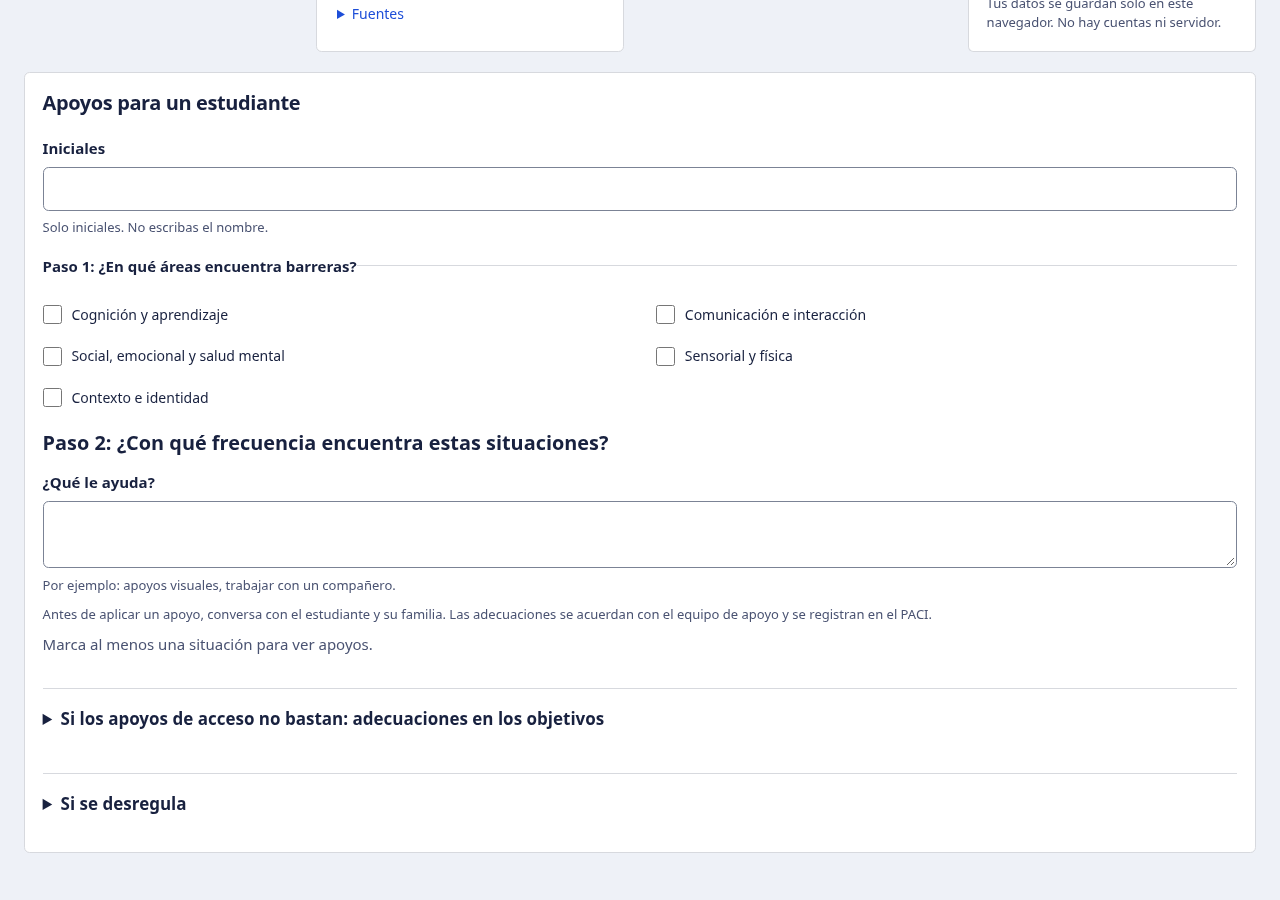 Fuentes
Tus datos se guardan solo en este
navegador. No hay cuentas ni servidor.
Apoyos para un estudiante
Iniciales
Solo iniciales. No escribas el nombre.
Paso 1: ¿En qué áreas encuentra barreras?
Cognición y aprendizaje
Comunicación e interacción
Social, emocional y salud mental
Sensorial y física
Contexto e identidad
Paso 2: ¿Con qué frecuencia encuentra estas situaciones?
¿Qué le ayuda?
Por ejemplo: apoyos visuales, trabajar con un compañero.
Antes de aplicar un apoyo, conversa con el estudiante y su familia. Las adecuaciones se acuerdan con el equipo de apoyo y se registran en el PACI.
Marca al menos una situación para ver apoyos.
Si los apoyos de acceso no bastan: adecuaciones en los objetivos
Si se desregula